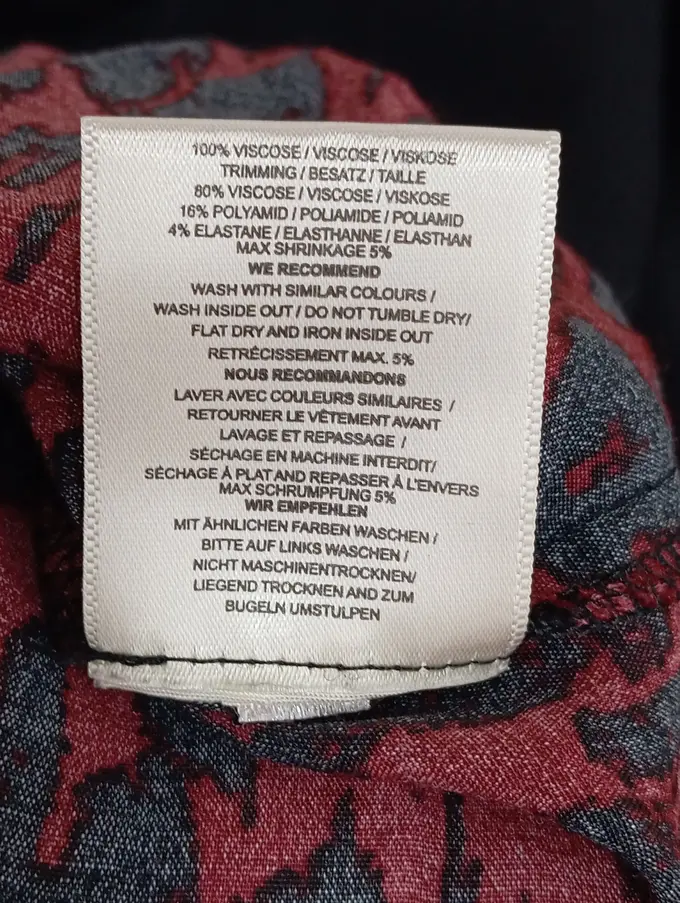 100% VISCOSE / VISCOSE / VISKOSE
TRIMMING / BESATZ / TAILLE
80% VISCOSE / VISCOSE / VISKOSE
16% POLYAMID / POLIAMIDE / POLIAMID
4% ELASTANE / ELASTHANNE / ELASTHAN
MAX SHRINKAGE 5%
WE RECOMMEND
WASH WITH SIMILAR COLOURS /
WASH INSIDE OUT / DO NOT TUMBLE DRY/
FLAT DRY AND IRON INSIDE OUT
RETRÉCISSEMENT MAX. 5%
NOUS RECOMMANDONS
LAVER AVEC COULEURS SIMILAIRES /
RETOURNER LE VÊTEMENT AVANT
LAVAGE ET REPASSAGE /
SÉCHAGE EN MACHINE INTERDIT/
SÉCHAGE À PLAT AND REPASSER À L'ENVERS
MAX SCHRUMPFUNG 5%
WIR EMPFEHLEN
MIT ÄHNLICHEN FARBEN WASCHEN /
BITTE AUF LINKS WASCHEN /
NICHT MASCHINENTROCKNEN/
LIEGEND TROCKNEN AND ZUM
BUGELN UMSTULPEN